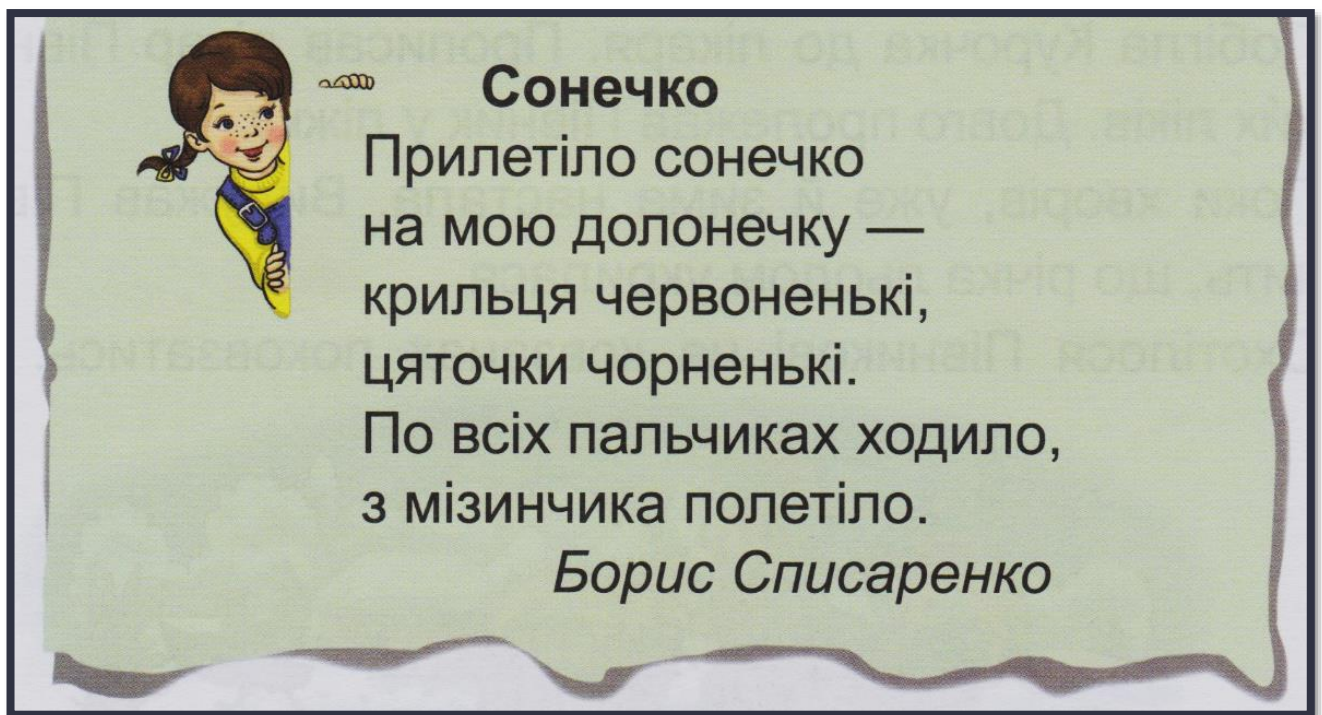 Сонечко
Прилетіло сонечко
на мою долонечку —
крильця червоненькі,
цяточки чорненькі.
По всіх пальчиках ходило,
з мізинчика полетіло.
Борис Списаренко